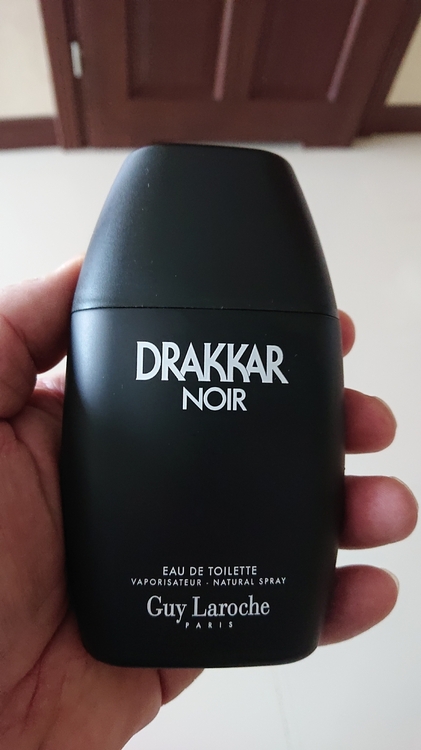 DRAKKAR
NOIR
EAU DE TOILETTE
VAPORISATEUR · NATURAL SPRAY
Guy Laroche
PARIS